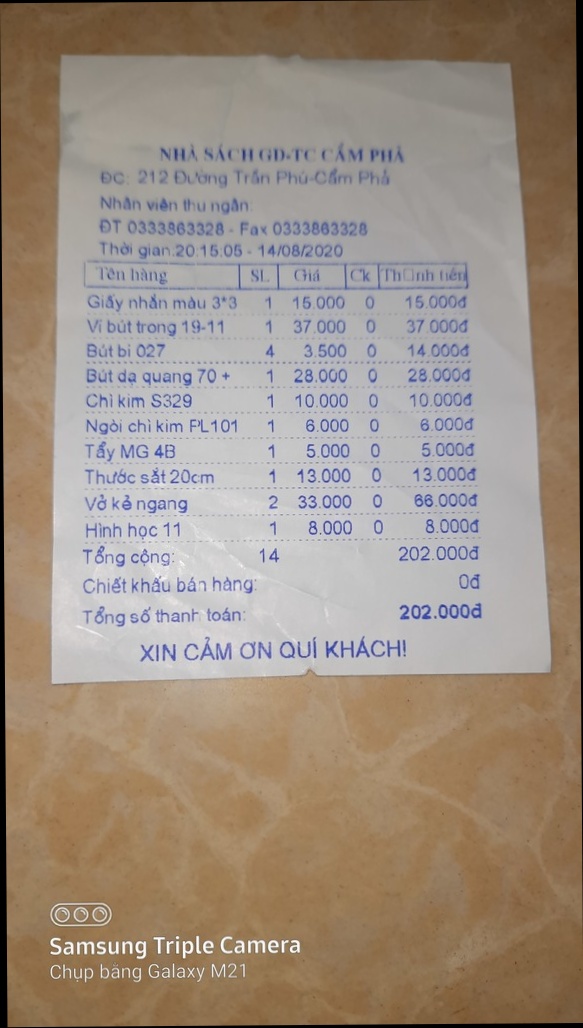 NHÀ SÁCH GD-TC CẨM PHẢ
ĐC: 212 Đường Trần Phú-Cẩm Phả
Nhân viên thu ngân:
ĐT 0333863328 - Fax 0333863328
Thời gian:20:15:05 - 14/08/2020
Tên hàng SL Giá Ck Th□nh tiền
Giấy nhắn màu 3*3 1 15.000 0 15.000đ
Ví bút trong 19-11 1 37.000 0 37.000đ
Bút bi 027 4 3.500 0 14.000đ
Bút dạ quang 70 + 1 28.000 0 28.000đ
Chì kim S329 1 10.000 0 10.000đ
Ngòi chì kim PL101 1 6.000 0 6.000đ
Tẩy MG 4B 1 5.000 0 5.000đ
Thước sắt 20cm 1 13.000 0 13.000đ
Vở kẻ ngang 2 33.000 0 66.000đ
Hình học 11 1 8.000 0 8.000đ
Tổng cộng: 14 202.000đ
Chiết khấu bán hàng: 0đ
Tổng số thanh toán: 202.000đ
XIN CẢM ƠN QUÍ KHÁCH!
Samsung Triple Camera
Chụp bằng Galaxy M21